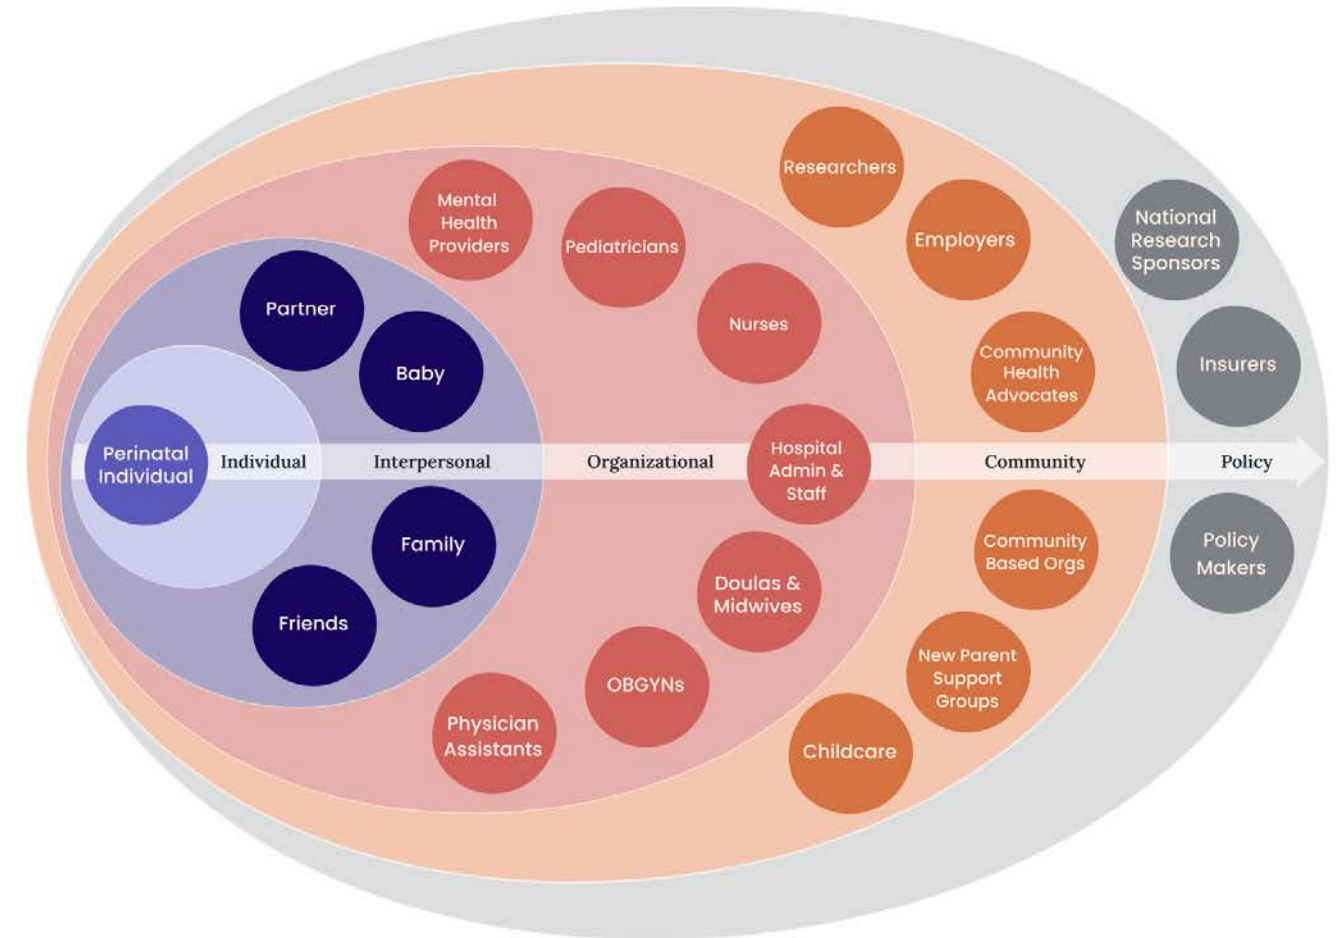 Researchers
Mental
Health
Providers
Pediatricians
Employers
National
Research
Sponsors
Partner
Nurses
Baby
Community
Health
Advocates
Insurers
Perinatal
Individual
Individual
Interpersonal
Organizational
Hospital
Admin &
Staff
Community
Policy
Family
Friends
Doulas &
Midwives
Community
Based Orgs
Policy
Makers
OBGYNs
New Parent
Support
Groups
Physician
Assistants
Childcare